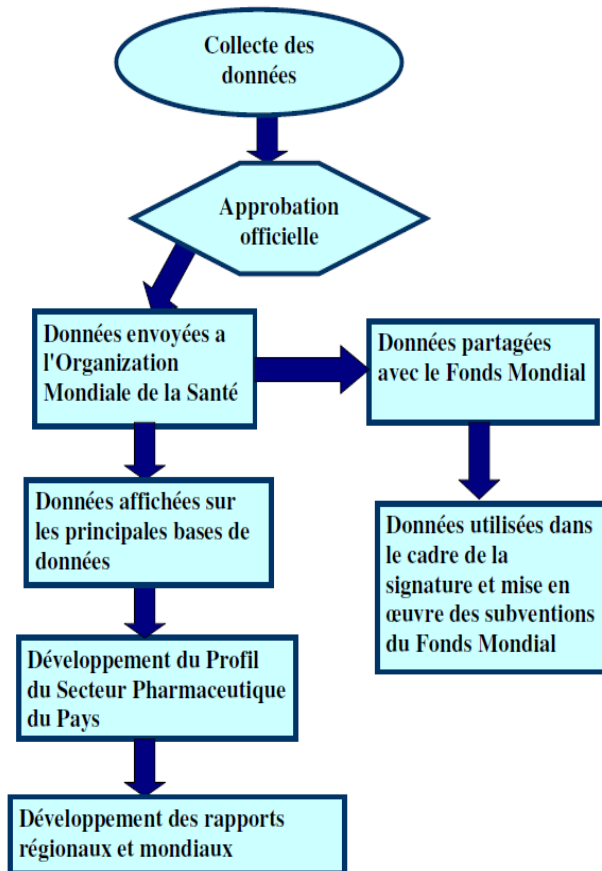 Collecte des
données
Approbation
officielle
Données envoyées a
l'Organization
Mondiale de la Santé
Données partagées
avec le Fonds Mondial
Données affichées sur
les principales bases de
données
Données utilisées dans
le cadre de la
signature et mise en
œuvre des subventions
du Fonds Mondial
Développement du Profil
du Secteur Pharmaceutique
du Pays
Développement des rapports
régionaux et mondiaux